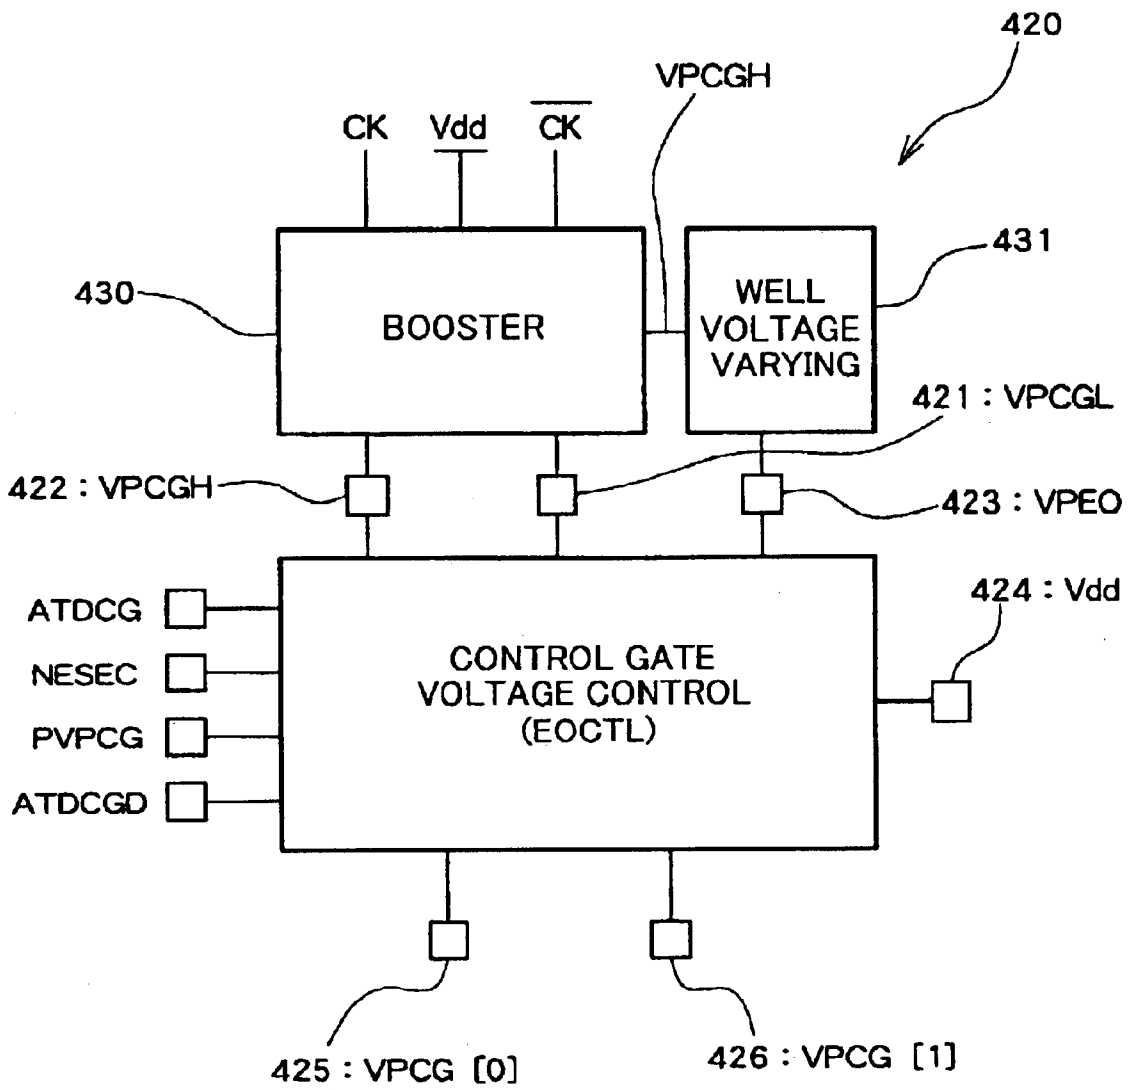 420
VPCGH
CK
Vdd
CK
431
430
BOOSTER
WELL
VOLTAGE
VARYING
421 : VPCGL
422 : VPCGH
423 : VPEO
424 : Vdd
ATDCG
NESEC
PVPCG
ATDCGD
CONTROL GATE
VOLTAGE CONTROL
(EOCTL)
425 : VPCG [0]
426 : VPCG [1]